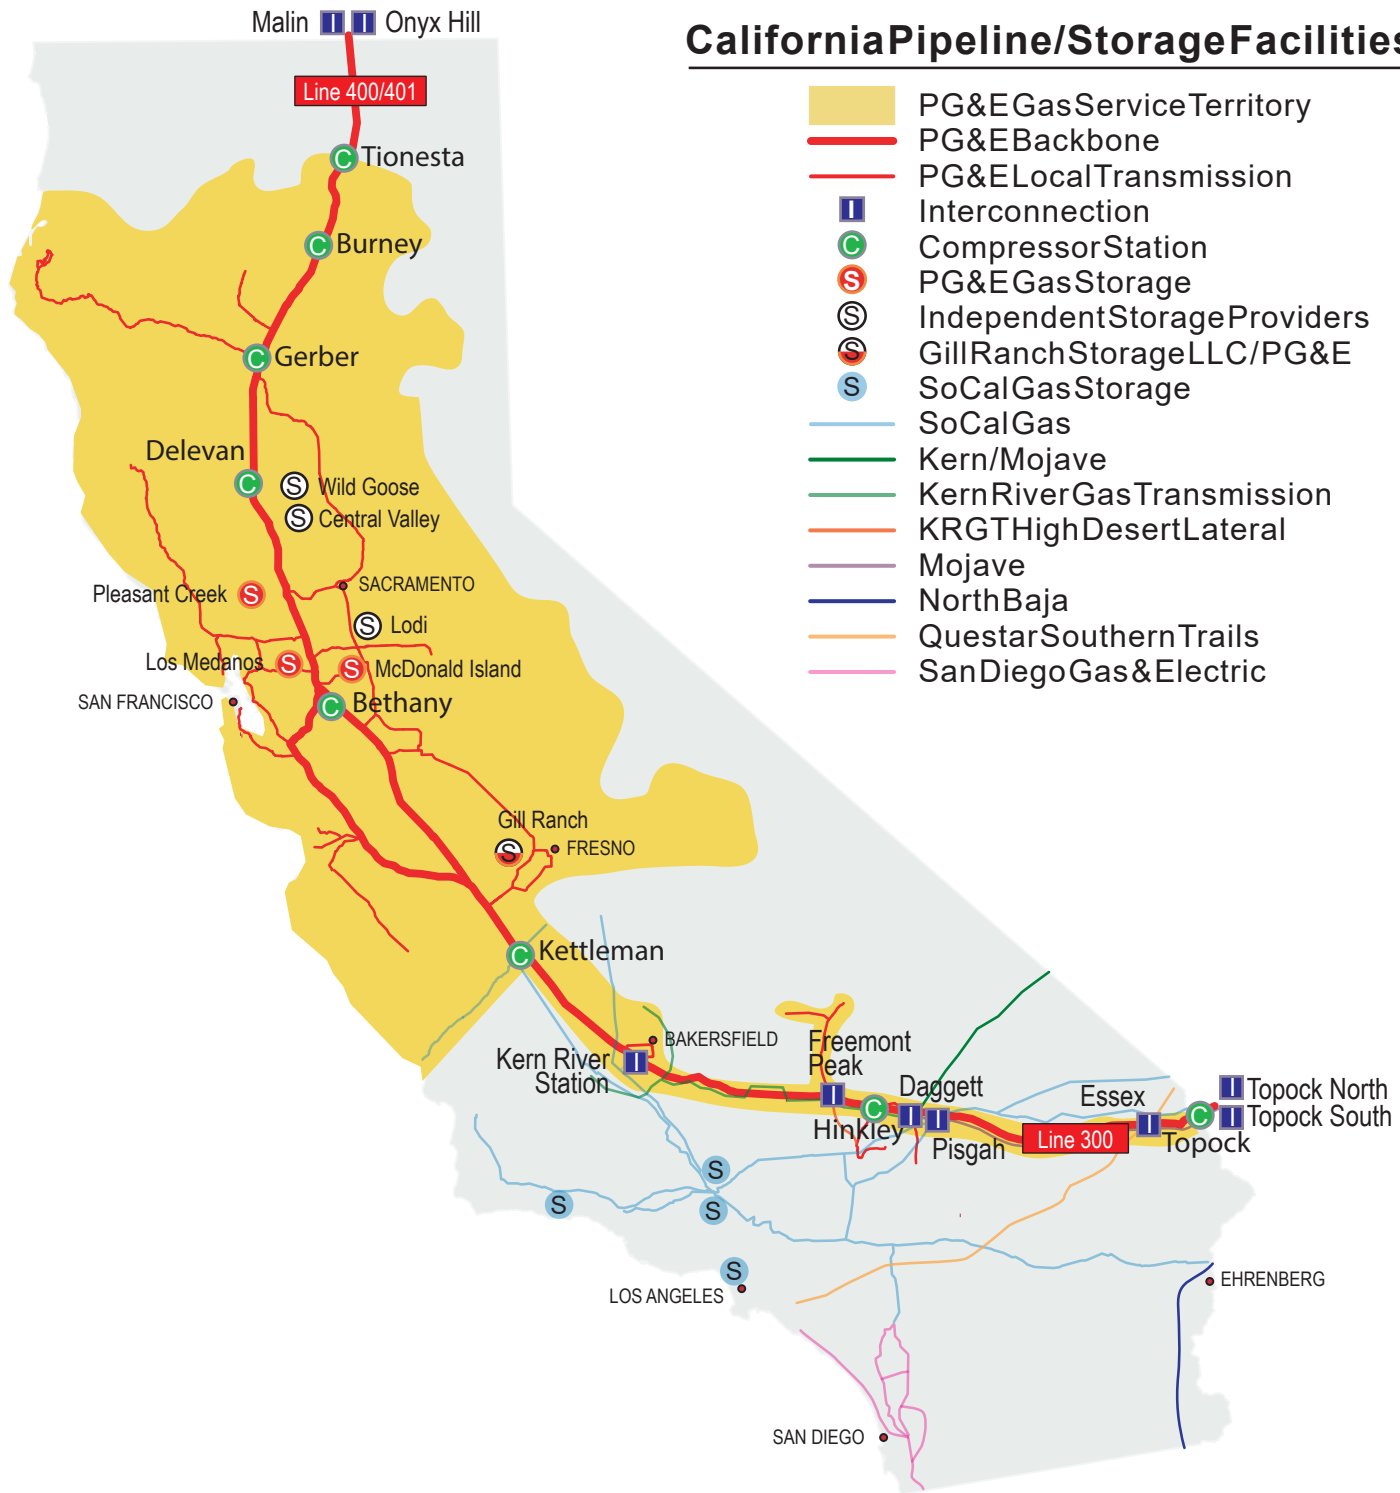 Malin I I Onyx Hill
CaliforniaPipeline/StorageFacilities
Line 400/401
PG&EGasServiceTerritory
PG&EBackbone
PG&ELocalTransmission
I Interconnection
C CompressorStation
S PG&EGasStorage
S IndependentStorageProviders
S GillRanchStorageLLC/PG&E
S SoCalGasStorage
SoCalGas
Kern/Mojave
KernRiverGasTransmission
KRGTHighDesertLateral
Mojave
NorthBaja
QuestarSouthernTrails
SanDiegoGas&Electric
C Tionesta
C Burney
C Gerber
Delevan
C
S Wild Goose
S Central Valley
SACRAMENTO
Pleasant Creek S
S Lodi
Los Medanos S
S McDonald Island
SAN FRANCISCO
C Bethany
Gill Ranch
S
FRESNO
C Kettleman
BAKERSFIELD
Kern River
Station
I
Freemont
Peak
I
C
Hinkley
Daggett
I
I
Pisgah
Line 300
Essex
I
C
Topock
I Topock North
I Topock South
S
S
S
S
LOS ANGELES
EHRENBERG
SAN DIEGO